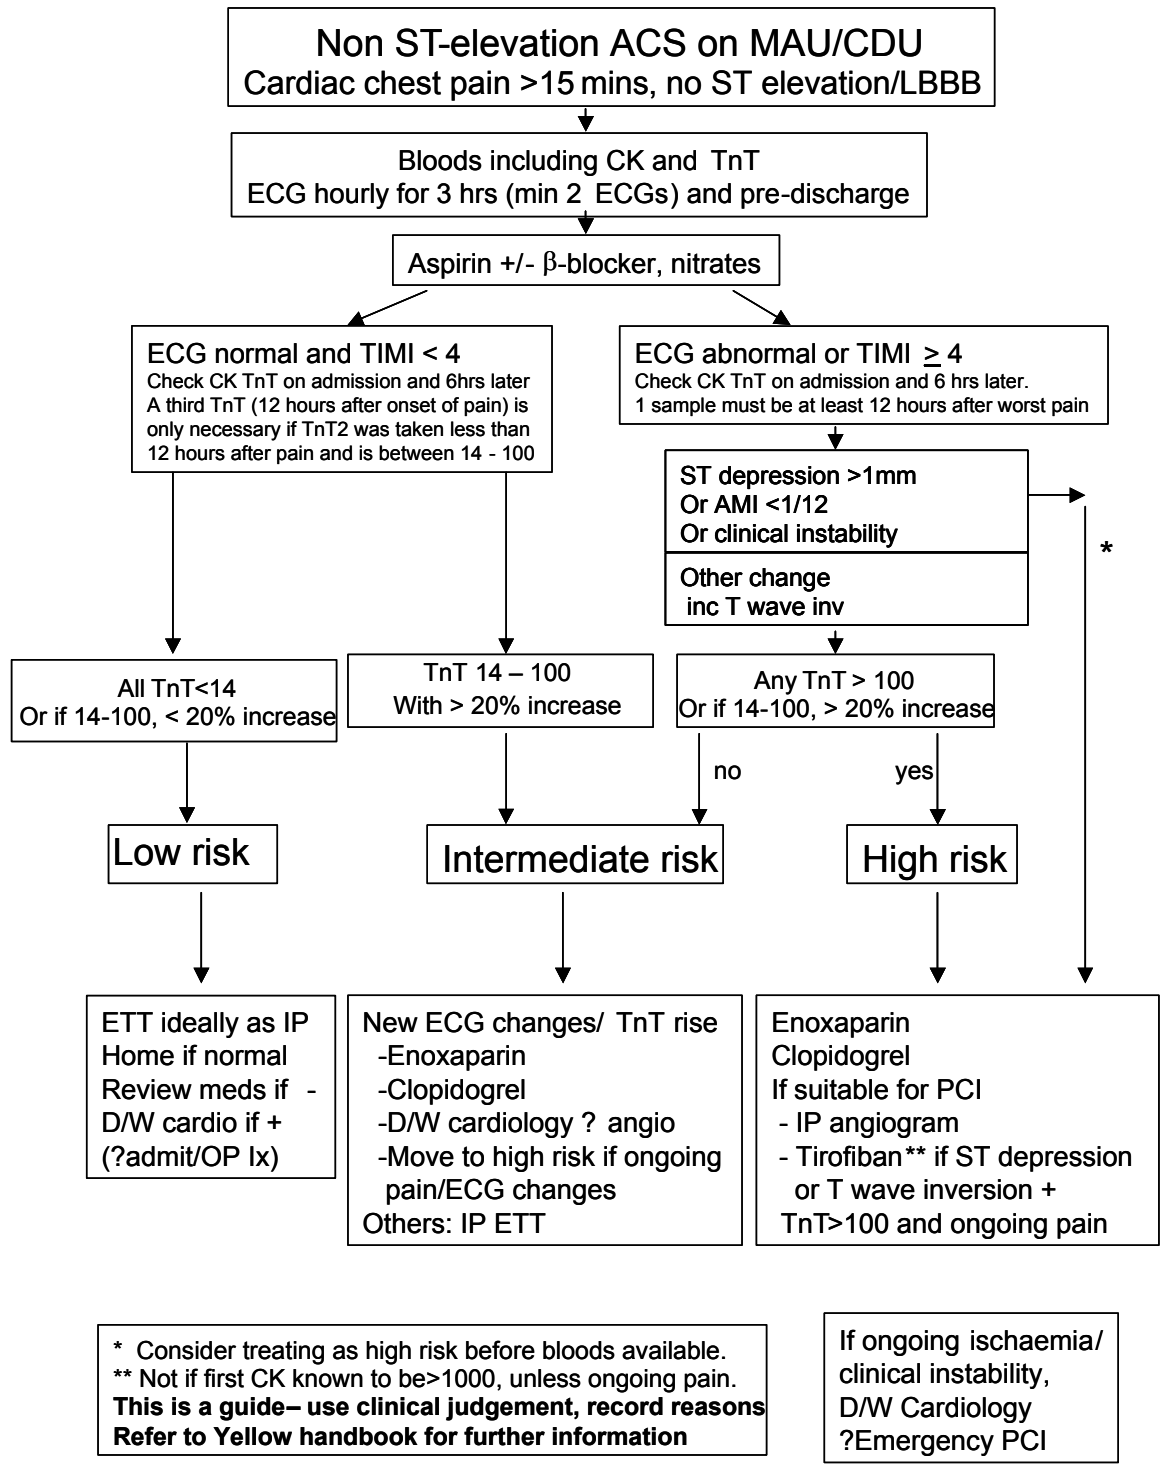 Non ST-elevation ACS on MAU/CDU
Cardiac chest pain >15 mins, no ST elevation/LBBB
Bloods including CK and TnT
ECG hourly for 3 hrs (min 2 ECGs) and pre-discharge
Aspirin +/- β-blocker, nitrates
ECG normal and TIMI < 4
Check CK TnT on admission and 6hrs later
A third TnT (12 hours after onset of pain) is
only necessary if TnT2 was taken less than
12 hours after pain and is between 14 - 100
ECG abnormal or TIMI ≥ 4
Check CK TnT on admission and 6 hrs later.
1 sample must be at least 12 hours after worst pain
ST depression >1mm
Or AMI <1/12
Or clinical instability
*
Other change
inc T wave inv
All TnT<14
Or if 14-100, < 20% increase
TnT 14 – 100
With > 20% increase
Any TnT > 100
Or if 14-100, > 20% increase
no
yes
Low risk
Intermediate risk
High risk
ETT ideally as IP
Home if normal
Review meds if -
D/W cardio if +
(?admit/OP Ix)
New ECG changes/ TnT rise
-Enoxaparin
-Clopidogrel
-D/W cardiology ? angio
-Move to high risk if ongoing
pain/ECG changes
Others: IP ETT
Enoxaparin
Clopidogrel
If suitable for PCI
- IP angiogram
- Tirofiban** if ST depression
or T wave inversion +
TnT>100 and ongoing pain
* Consider treating as high risk before bloods available.
** Not if first CK known to be>1000, unless ongoing pain.
This is a guide– use clinical judgement, record reasons
Refer to Yellow handbook for further information
If ongoing ischaemia/
clinical instability,
D/W Cardiology
?Emergency PCI